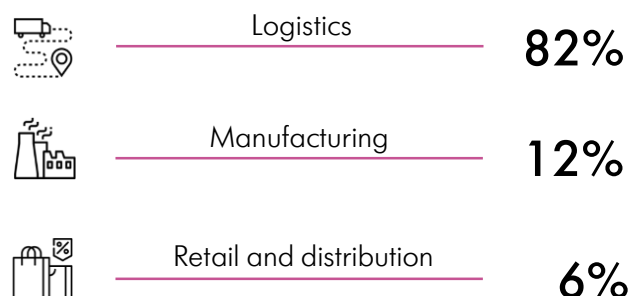 Logistics
82%
Manufacturing
12%
%
Retail and distribution
6%